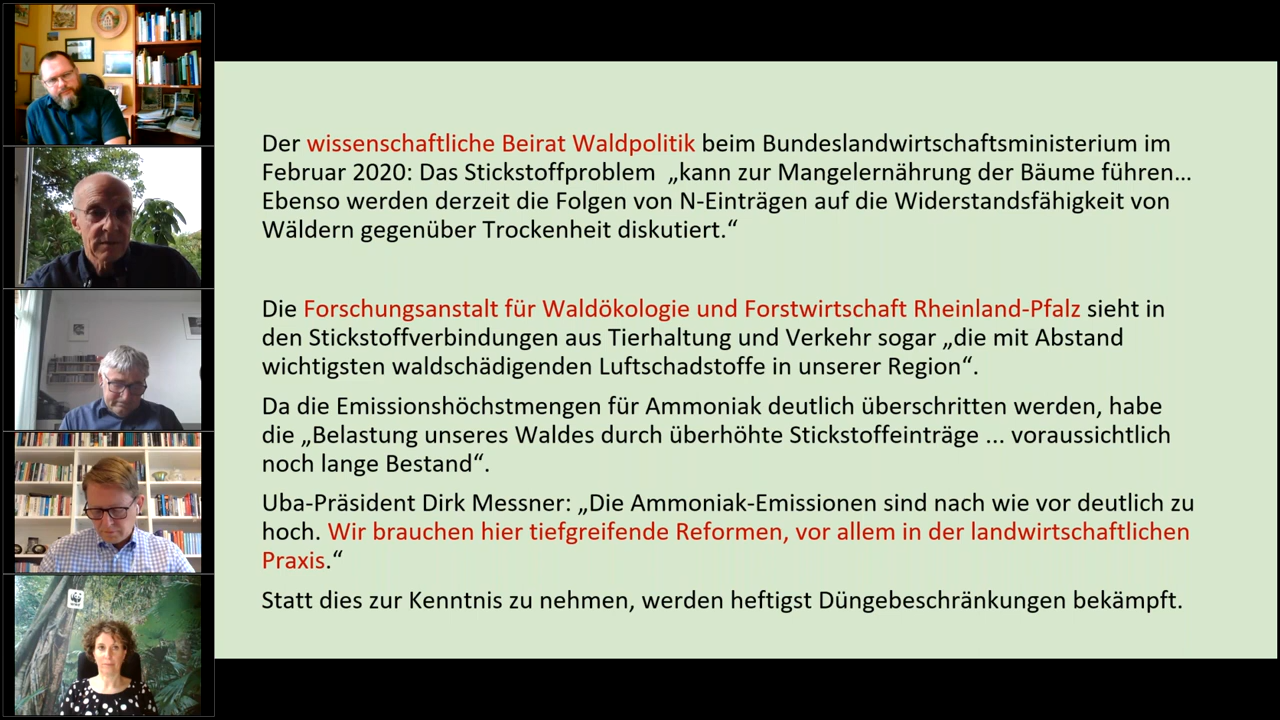 Der wissenschaftliche Beirat Waldpolitik beim Bundeslandwirtschaftsministerium im
Februar 2020: Das Stickstoffproblem „kann zur Mangelernährung der Bäume führen...
Ebenso werden derzeit die Folgen von N-Einträgen auf die Widerstandsfähigkeit von
Wäldern gegenüber Trockenheit diskutiert.“
Die Forschungsanstalt für Waldökologie und Forstwirtschaft Rheinland-Pfalz sieht in
den Stickstoffverbindungen aus Tierhaltung und Verkehr sogar „die mit Abstand
wichtigsten waldschädigenden Luftschadstoffe in unserer Region“.
Da die Emissionshöchstmengen für Ammoniak deutlich überschritten werden, habe
die „Belastung unseres Waldes durch überhöhte Stickstoffeinträge ... voraussichtlich
noch lange Bestand“.
Uba-Präsident Dirk Messner: „Die Ammoniak-Emissionen sind nach wie vor deutlich zu
hoch. Wir brauchen hier tiefgreifende Reformen, vor allem in der landwirtschaftlichen
Praxis.“
Statt dies zur Kenntnis zu nehmen, werden heftigst Düngebeschränkungen bekämpft.